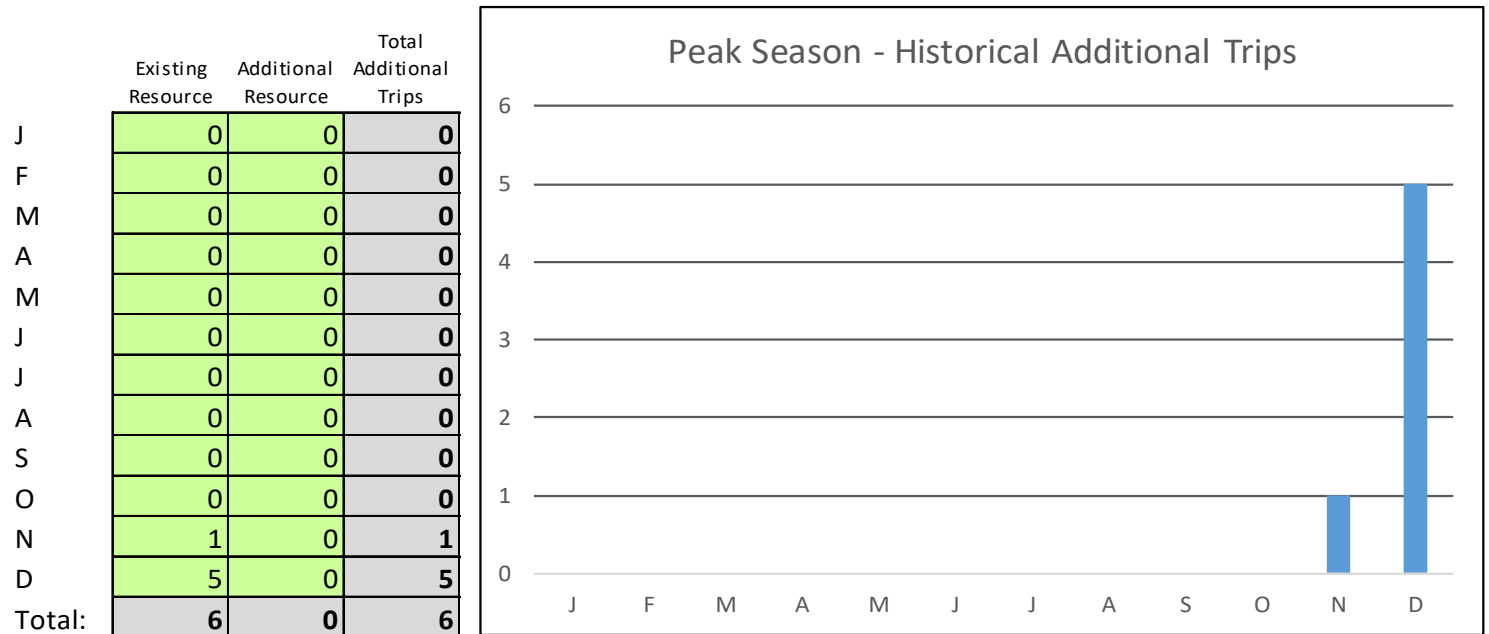 Existing Resource Additional Resource Total Additional Trips
J 0 0 0
F 0 0 0
M 0 0 0
A 0 0 0
M 0 0 0
J 0 0 0
J 0 0 0
A 0 0 0
S 0 0 0
O 0 0 0
N 1 0 1
D 5 0 5
Total: 6 0 6
Peak Season - Historical Additional Trips
6
5
4
3
2
1
0
J F M A M J J A S O N D